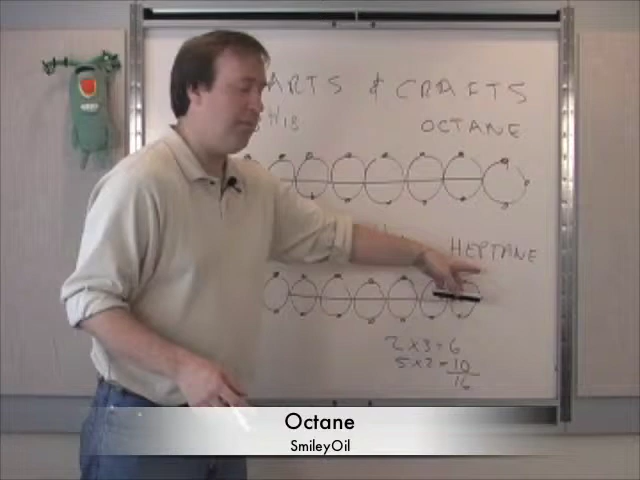 ARTS & CRAFTS
OCTANE
HEPTANE
2 x 3 = 6
5 x 2 = 10
16
Octane
SmileyOil